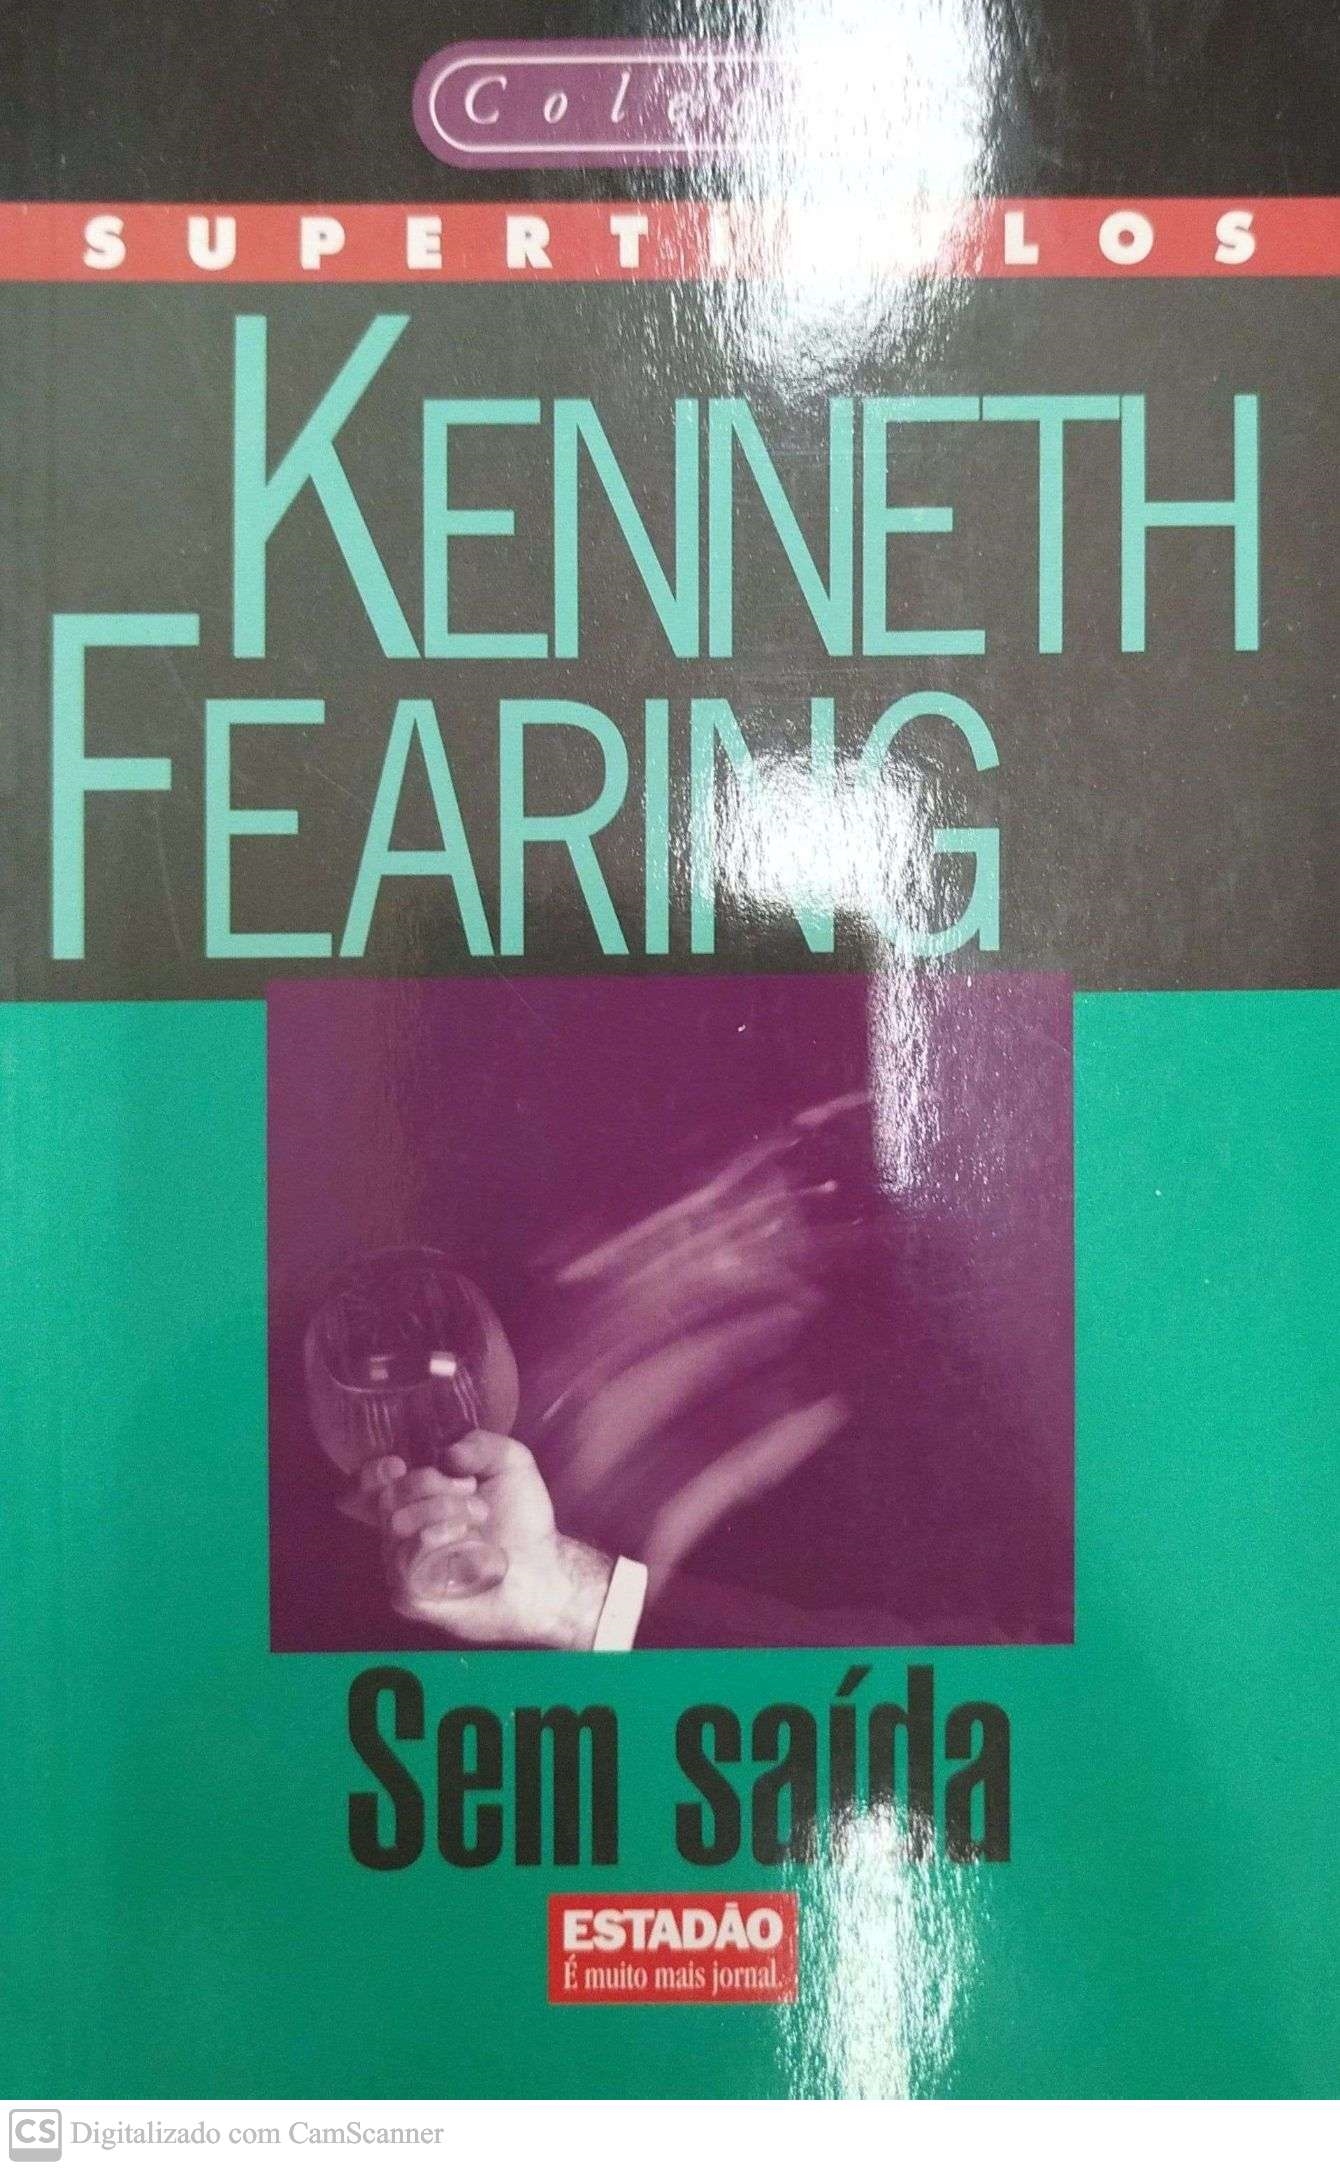 KENNETH
FEARING
Sem saída
ESTADÃO
É muito mais jornal.
CS Digitalizado com CamScanner